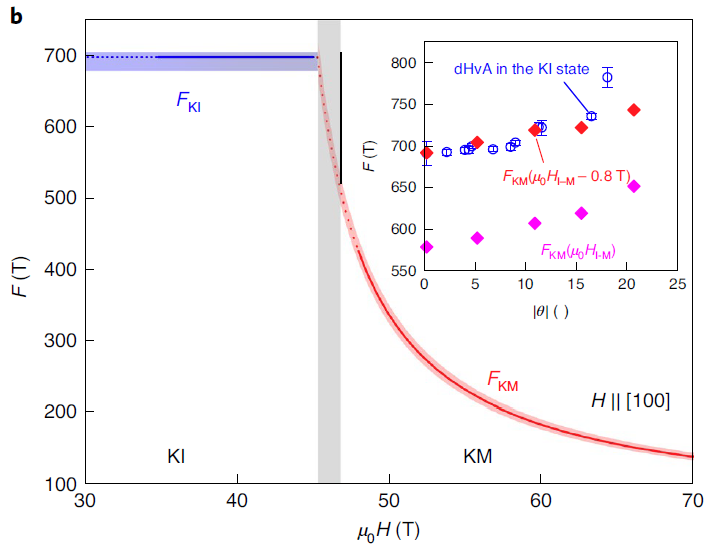 b
700
600
500
400
300
200
100
F (T)
30
40
50
60
70
μ₀H (T)
F_KI
KI
KM
F_KM
H || [100]
800
750
700
650
600
550
F (T)
0
5
10
15
20
25
|θ| ( )
dHvA in the KI state
F_KM(μ₀H_I–M – 0.8 T)
F_KM(μ₀H_I-M)